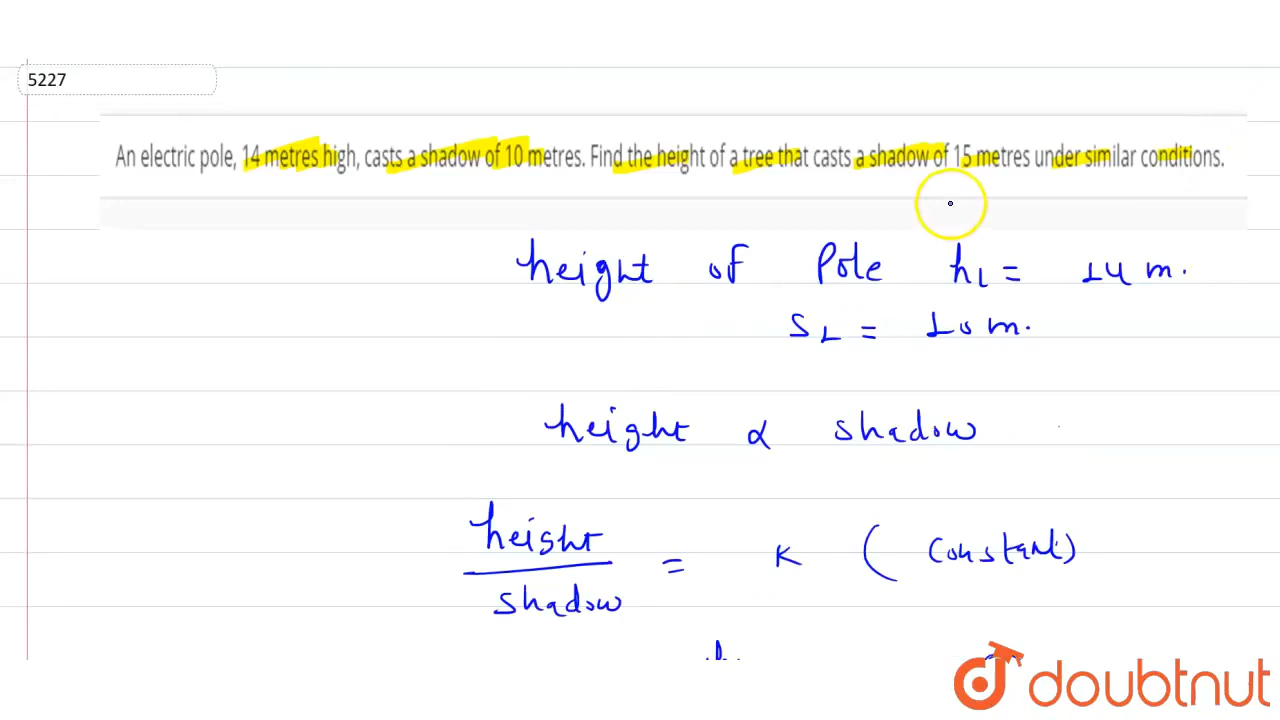 5227
An electric pole, 14 metres high, casts a shadow of 10 metres. Find the height of a tree that casts a shadow of 15 metres under similar conditions.
height of Pole h1 = 14 m.
S1 = 10 m.
height α shadow
height
shadow
= K (constant)
doubtnut